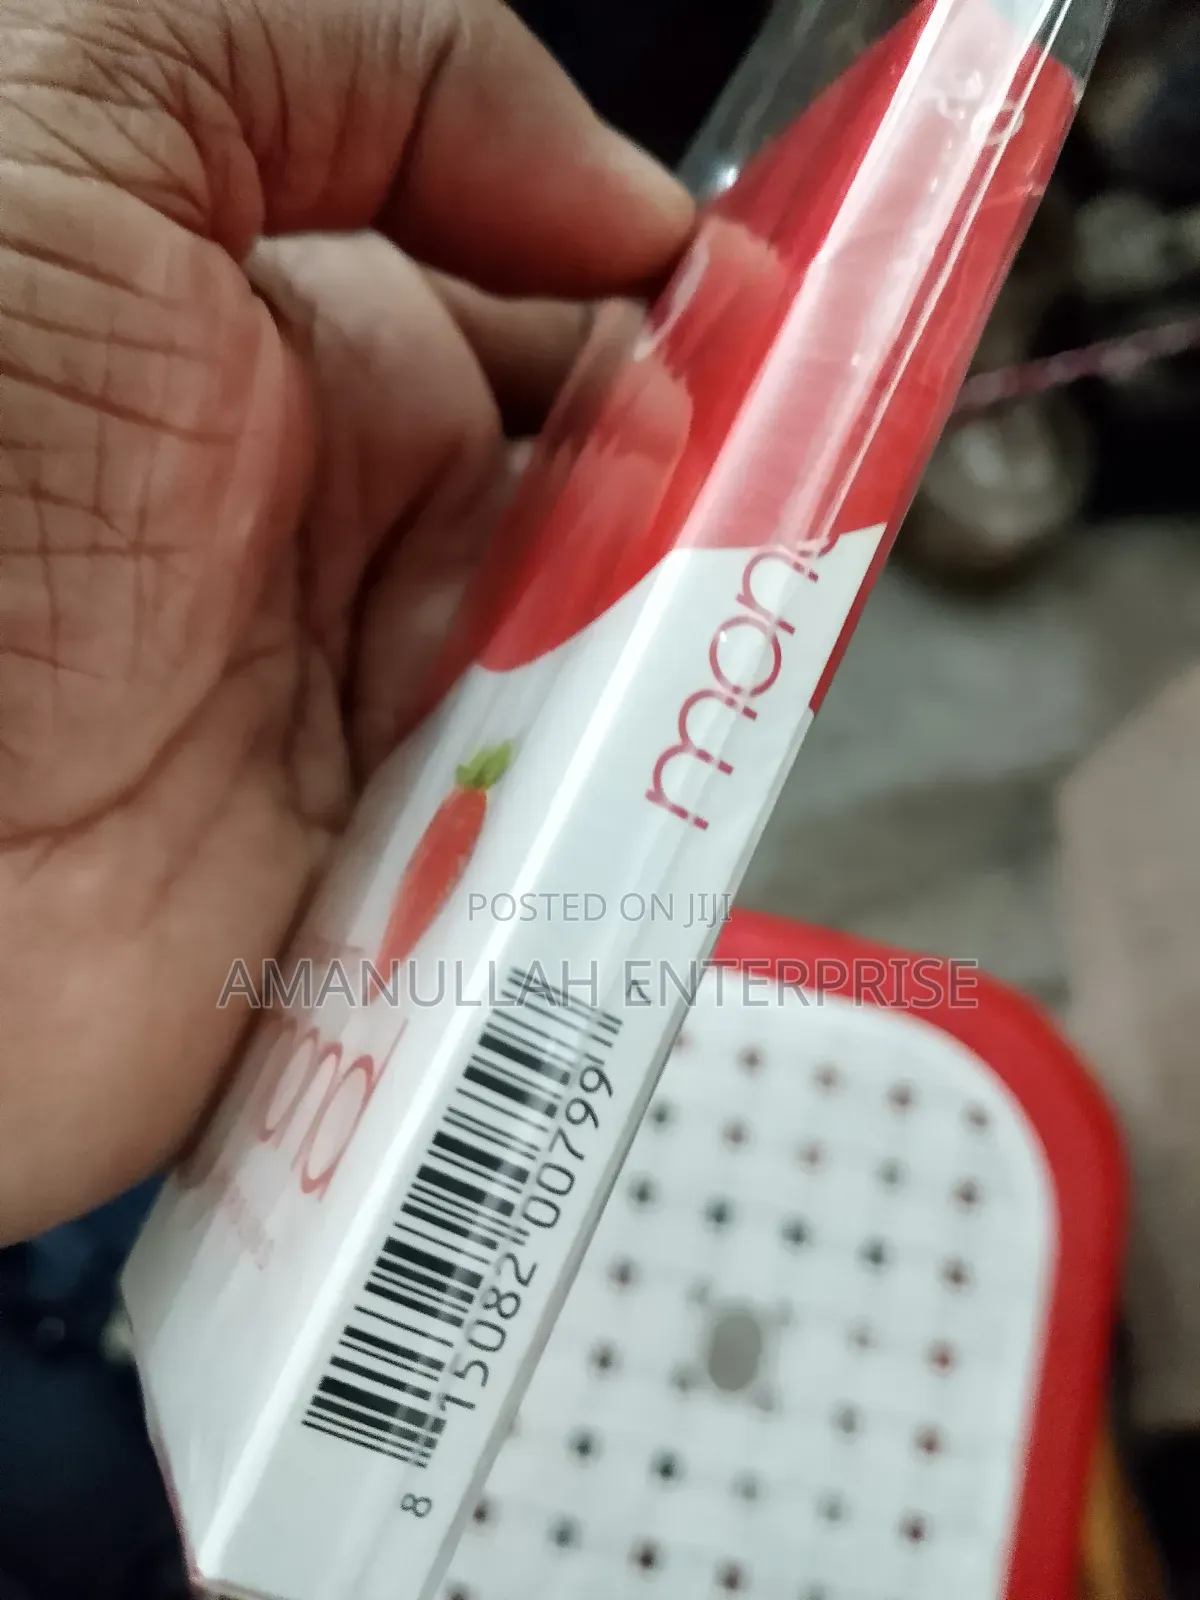 mon
POSTED ON JIJI
AMANULLAH ENTERPRISE
8 15082 00799 >